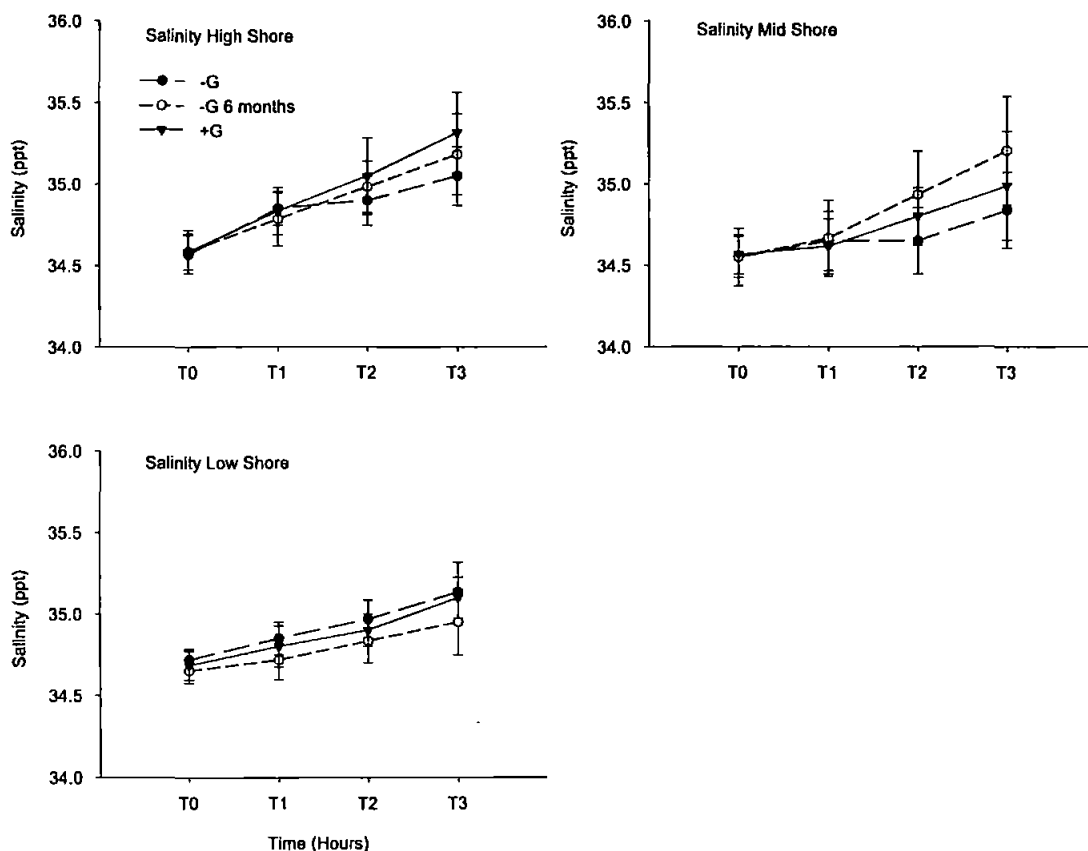 Salinity High Shore
-G
-G 6 months
+G
36.0
35.5
35.0
34.5
34.0
Salinity (ppt)
T0 T1 T2 T3
Salinity Mid Shore
36.0
35.5
35.0
34.5
34.0
Salinity (ppt)
T0 T1 T2 T3
Salinity Low Shore
36.0
35.5
35.0
34.5
34.0
Salinity (ppt)
T0 T1 T2 T3
Time (Hours)